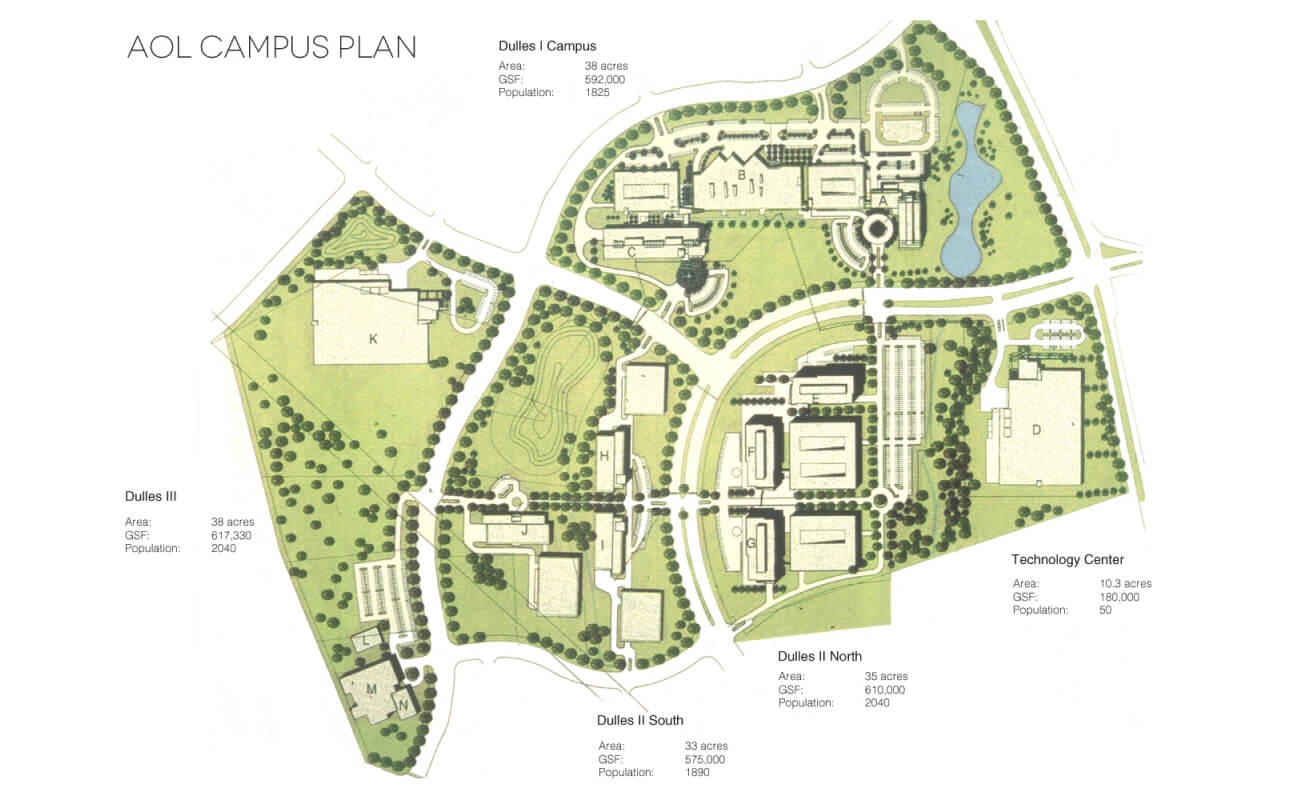 AOL CAMPUS PLAN
Dulles I Campus
Area: 38 acres
GSF: 592,000
Population: 1825
B
A
C
K
E
D
F
H
Dulles III
Area: 38 acres
GSF: 617,330
Population: 2040
J
I
G
Technology Center
Area: 10.3 acres
GSF: 180,000
Population: 50
L
M
N
Dulles II North
Area: 35 acres
GSF: 610,000
Population: 2040
Dulles II South
Area: 33 acres
GSF: 575,000
Population: 1890